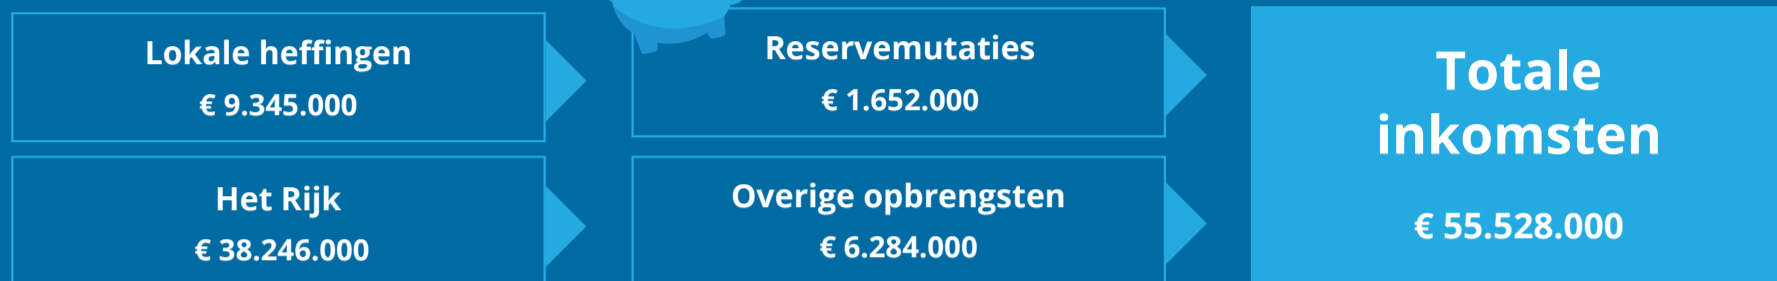 Lokale heffingen
€ 9.345.000
Het Rijk
€ 38.246.000
Reservemutaties
€ 1.652.000
Overige opbrengsten
€ 6.284.000
Totale
inkomsten
€ 55.528.000